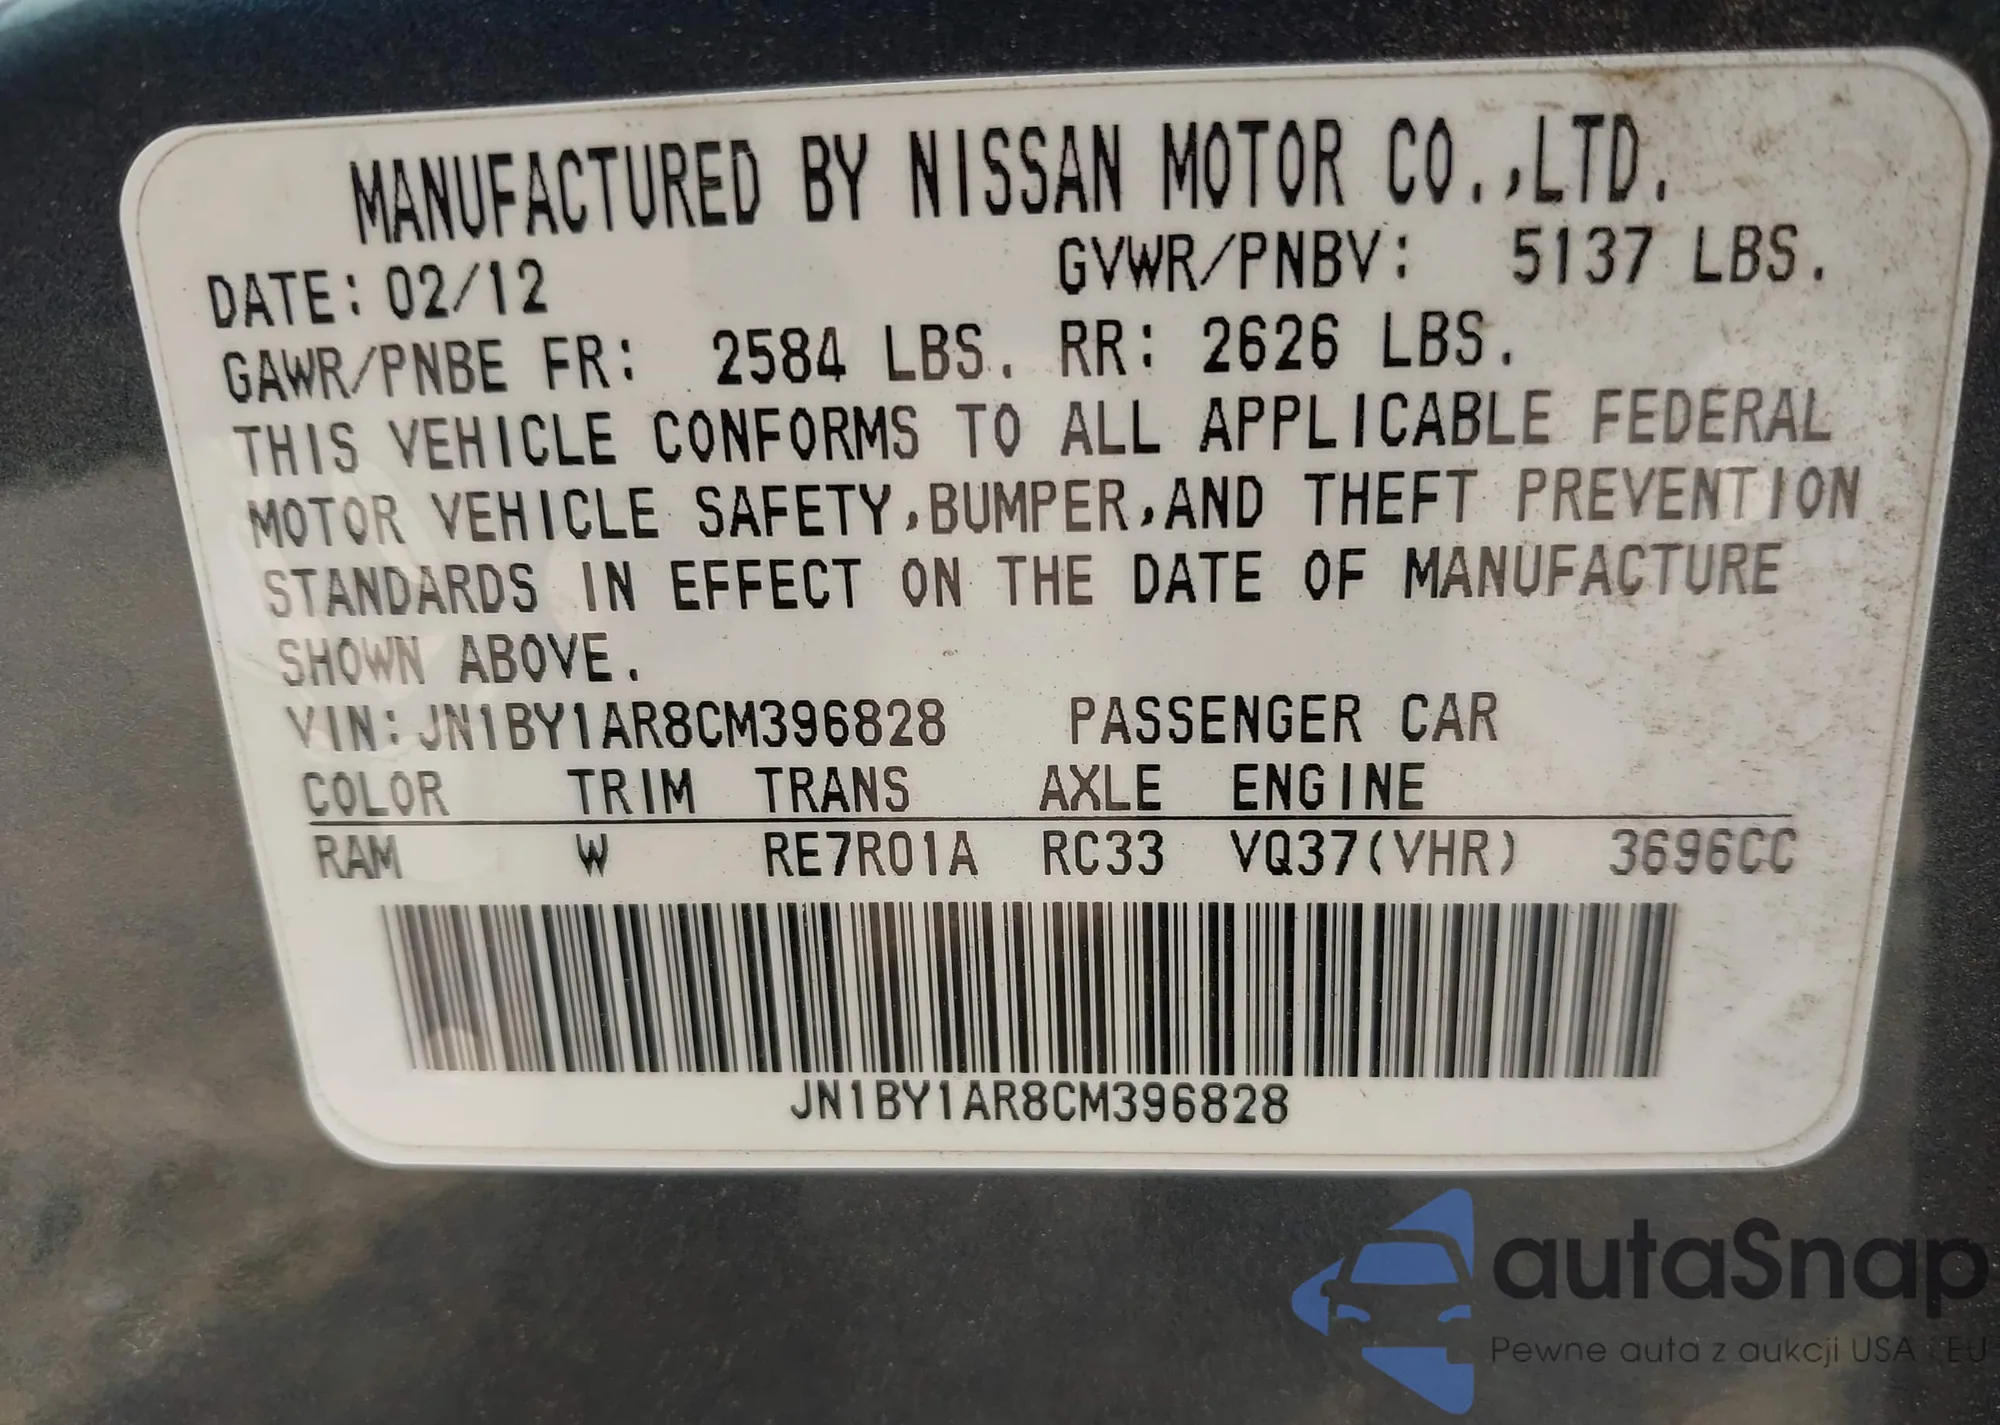 MANUFACTURED BY NISSAN MOTOR CO.,LTD.
DATE: 02/12 GVWR/PNBV: 5137 LBS.
GAWR/PNBE FR: 2584 LBS. RR: 2626 LBS.
THIS VEHICLE CONFORMS TO ALL APPLICABLE FEDERAL
MOTOR VEHICLE SAFETY,BUMPER,AND THEFT PREVENTION
STANDARDS IN EFFECT ON THE DATE OF MANUFACTURE
SHOWN ABOVE.
VIN: JN1BY1AR8CM396828 PASSENGER CAR
COLOR TRIM TRANS AXLE ENGINE
RAM W RE7R01A RC33 VQ37(VHR) 3696CC
JN1BY1AR8CM396828
autaSnap
Pewne auta z aukcji USA i EU